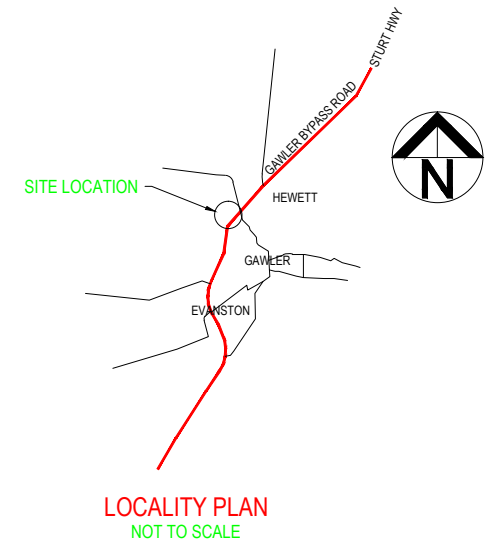 STURT HWY
GAWLER BYPASS ROAD
SITE LOCATION
HEWETT
N
GAWLER
EVANSTON
LOCALITY PLAN
NOT TO SCALE